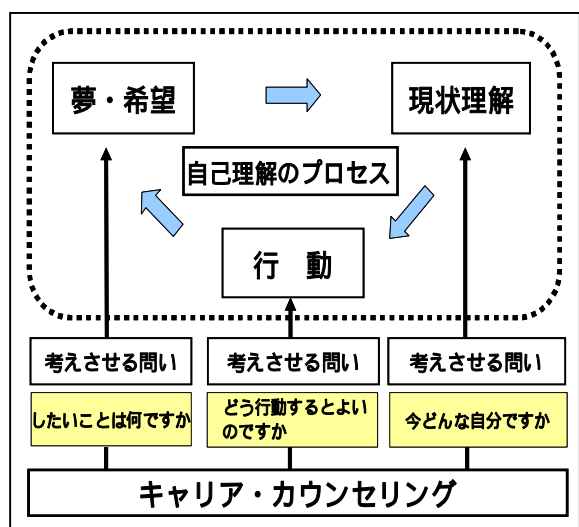 夢・希望
現状理解
自己理解のプロセス
行　動
考えさせる問い
考えさせる問い
考えさせる問い
したいことは何ですか
どう行動するとよい
のですか
今どんな自分ですか
キャリア・カウンセリング